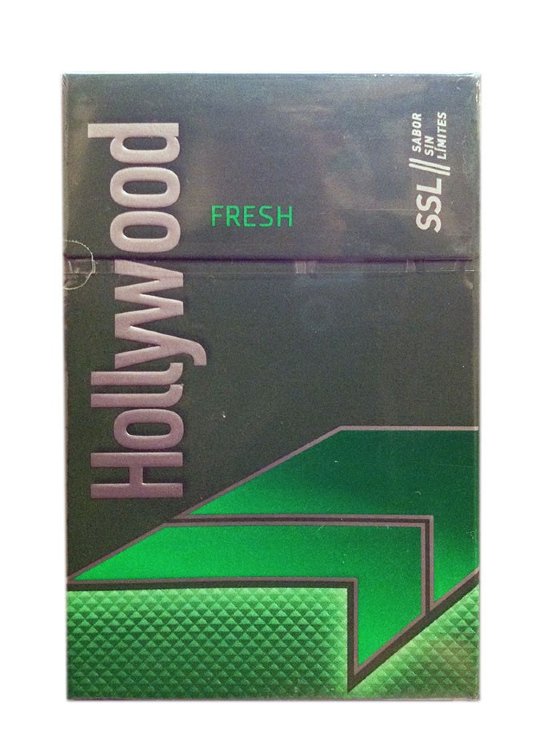 Hollywood
FRESH
SSL//
SABOR
SIN
LÍMITES